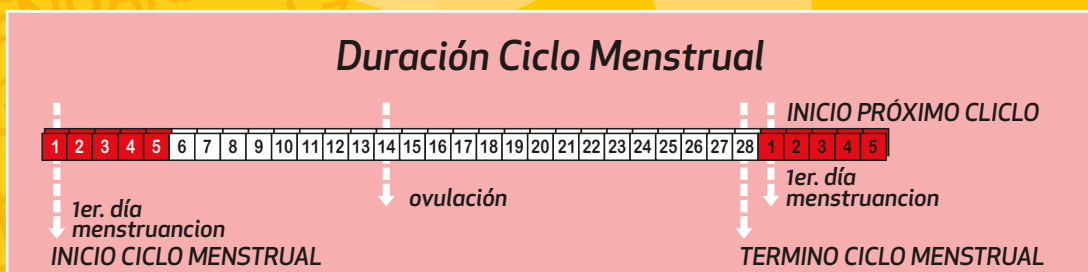 Duración Ciclo Menstrual
INICIO PRÓXIMO CLICLO
1 2 3 4 5 6 7 8 9 10 11 12 13 14 15 16 17 18 19 20 21 22 23 24 25 26 27 28 1 2 3 4 5
1er. día
menstruancion
INICIO CICLO MENSTRUAL
ovulación
1er. día
menstruancion
TERMINO CICLO MENSTRUAL